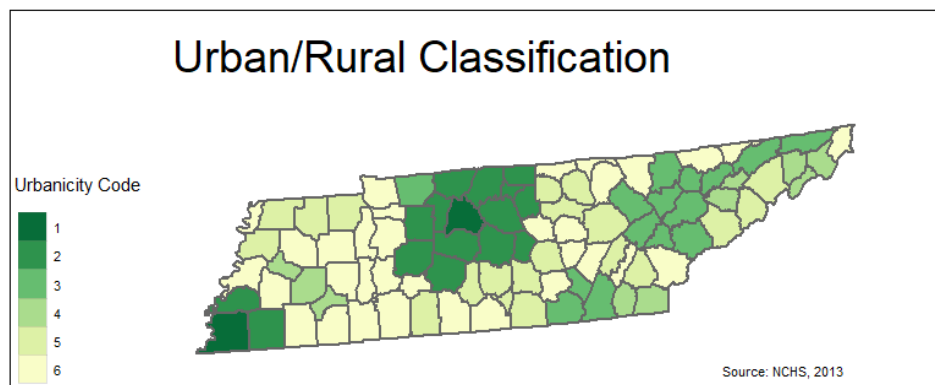 Urban/Rural Classification
Urbanicity Code
1
2
3
4
5
6
Source: NCHS, 2013